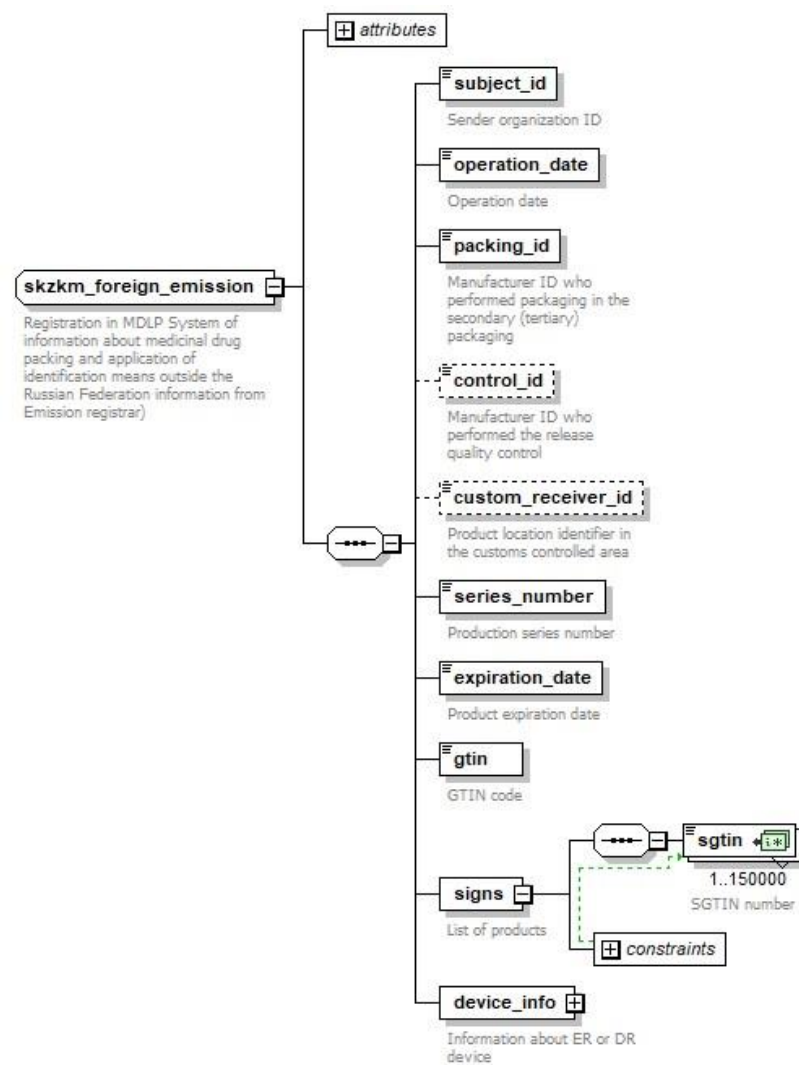 attributes
subject_id
Sender organization ID
operation_date
Operation date
packing_id
Manufacturer ID who
performed packaging in the
secondary (tertiary)
packaging
skzkm_foreign_emission
Registration in MDLP System of
information about medicinal drug
packing and application of
identification means outside the
Russian Federation information from
Emission registrar)
control_id
Manufacturer ID who
performed the release
quality control
custom_receiver_id
Product location identifier in
the customs controlled area
series_number
Production series number
expiration_date
Product expiration date
gtin
GTIN code
sgtin
1..150000
SGTIN number
signs
List of products
constraints
device_info
Information about ER or DR
device